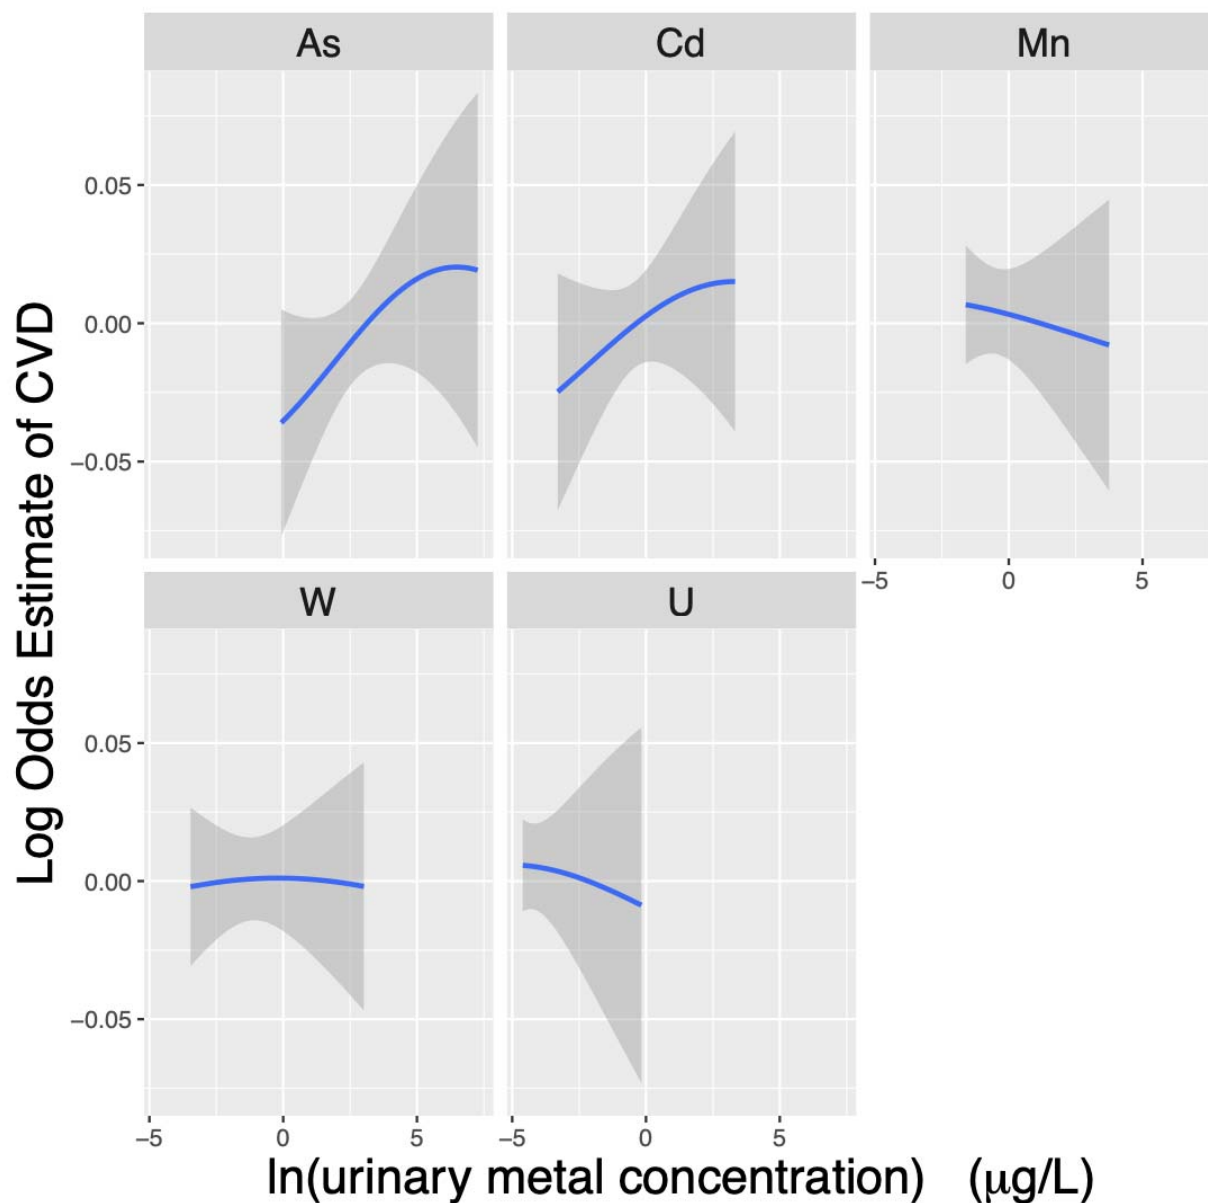 As Cd Mn
0.05
0.00
−0.05
−5 0 5
W U
0.05
0.00
−0.05
−5 0 5 −5 0 5
Log Odds Estimate of CVD
ln(urinary metal concentration) (μg/L)